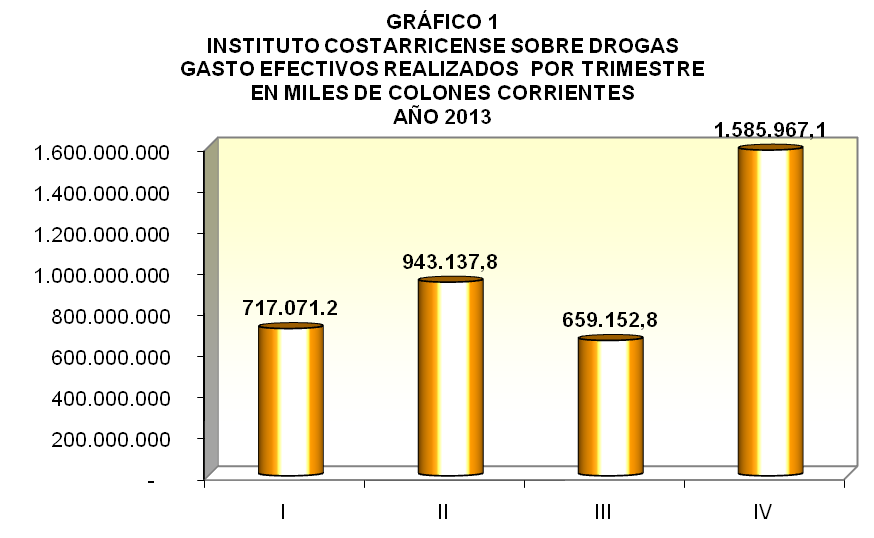 GRÁFICO 1
INSTITUTO COSTARRICENSE SOBRE DROGAS
GASTO EFECTIVOS REALIZADOS POR TRIMESTRE
EN MILES DE COLONES CORRIENTES
AÑO 2013
1.585.967,1
1.600.000.000
1.400.000.000
1.200.000.000
1.000.000.000
800.000.000
600.000.000
400.000.000
200.000.000
-
943.137,8
717.071.2
659.152,8
I II III IV